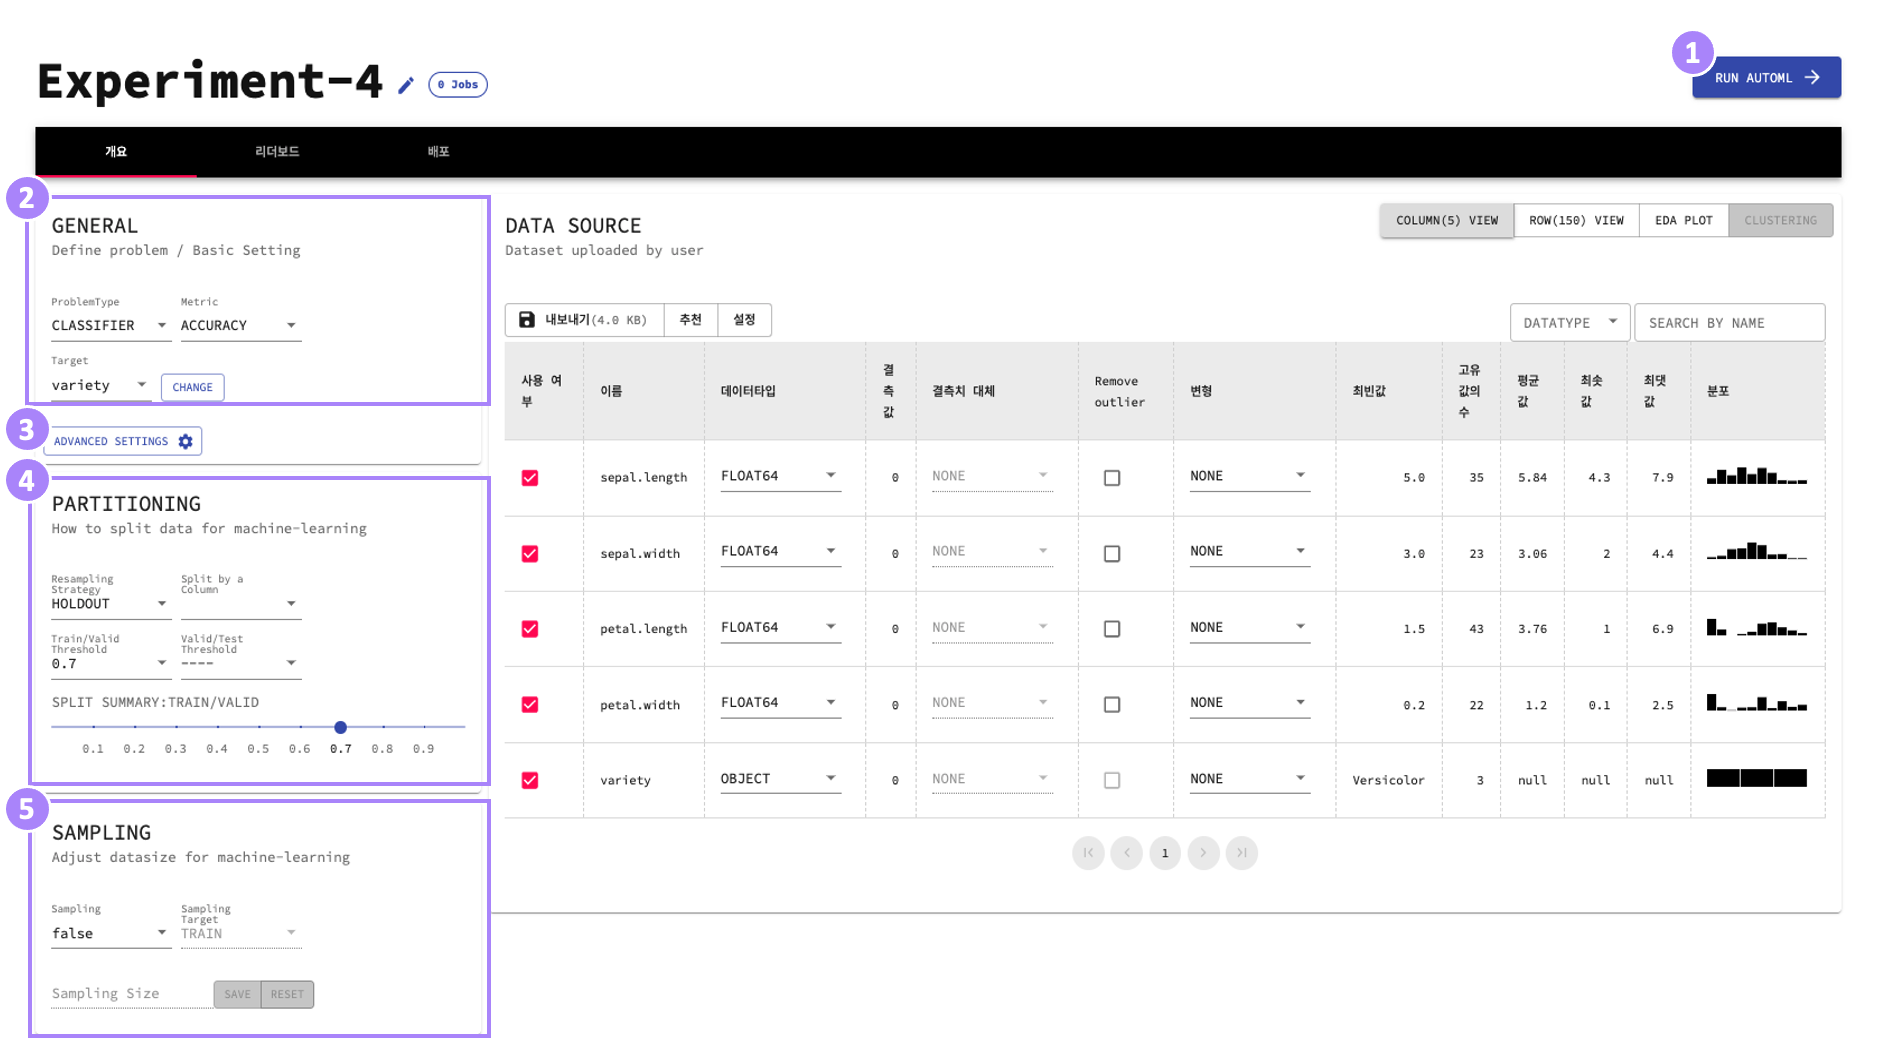 1
RUN AUTOML
Experiment-4
0 Jobs
개요
리더보드
배포
2
GENERAL
Define problem / Basic Setting
ProblemType
Metric
CLASSIFIER
ACCURACY
Target
variety
CHANGE
3
ADVANCED SETTINGS
4
PARTITIONING
How to split data for machine-learning
Resampling
Strategy
Split by a
Column
HOLDOUT
Train/Valid
Threshold
Valid/Test
Threshold
0.7
----
SPLIT SUMMARY:TRAIN/VALID
0.1 0.2 0.3 0.4 0.5 0.6 0.7 0.8 0.9
5
SAMPLING
Adjust datasize for machine-learning
Sampling
Sampling
Target
false
TRAIN
Sampling Size
SAVE
RESET
DATA SOURCE
Dataset uploaded by user
COLUMN(5) VIEW
ROW(150) VIEW
EDA PLOT
CLUSTERING
내보내기(4.0 KB)
추천
설정
DATATYPE
SEARCH BY NAME
사용 여
부
이름
데이터타입
결
측
값
결측치 대체
Remove
outlier
변형
최빈값
고유
값의
수
평균
값
최솟
값
최댓
값
분포
sepal.length FLOAT64 0 NONE NONE 5.0 35 5.84 4.3 7.9
sepal.width FLOAT64 0 NONE NONE 3.0 23 3.06 2 4.4
petal.length FLOAT64 0 NONE NONE 1.5 43 3.76 1 6.9
petal.width FLOAT64 0 NONE NONE 0.2 22 1.2 0.1 2.5
variety OBJECT 0 NONE NONE Versicolor 3 null null null
1